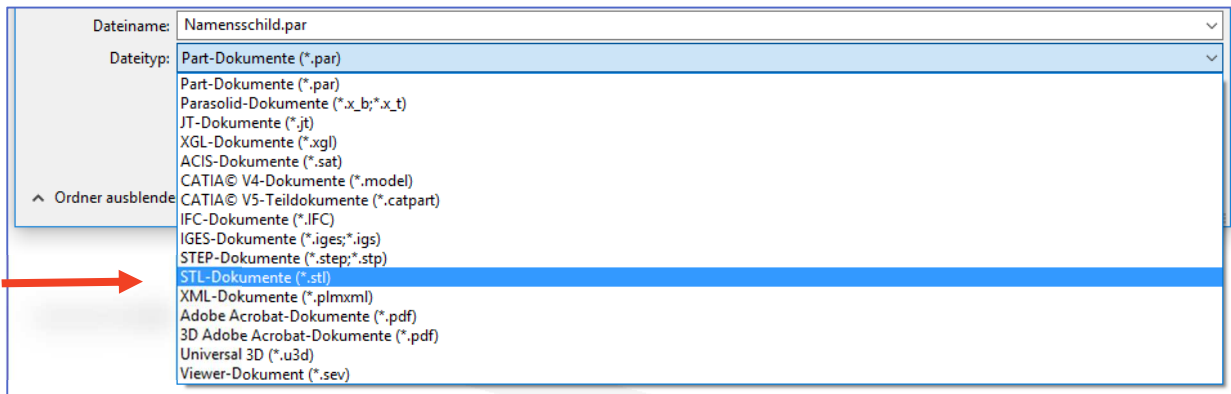 Dateiname: Namensschild.par
Dateityp: Part-Dokumente (*.par)
Part-Dokumente (*.par)
Parasolid-Dokumente (*.x_b;*.x_t)
JT-Dokumente (*.jt)
XGL-Dokumente (*.xgl)
ACIS-Dokumente (*.sat)
CATIA© V4-Dokumente (*.model)
Ordner ausblende CATIA© V5-Teildokumente (*.catpart)
IFC-Dokumente (*.IFC)
IGES-Dokumente (*.iges;*.igs)
STEP-Dokumente (*.step;*.stp)
STL-Dokumente (*.stl)
XML-Dokumente (*.plmxml)
Adobe Acrobat-Dokumente (*.pdf)
3D Adobe Acrobat-Dokumente (*.pdf)
Universal 3D (*.u3d)
Viewer-Dokument (*.sev)